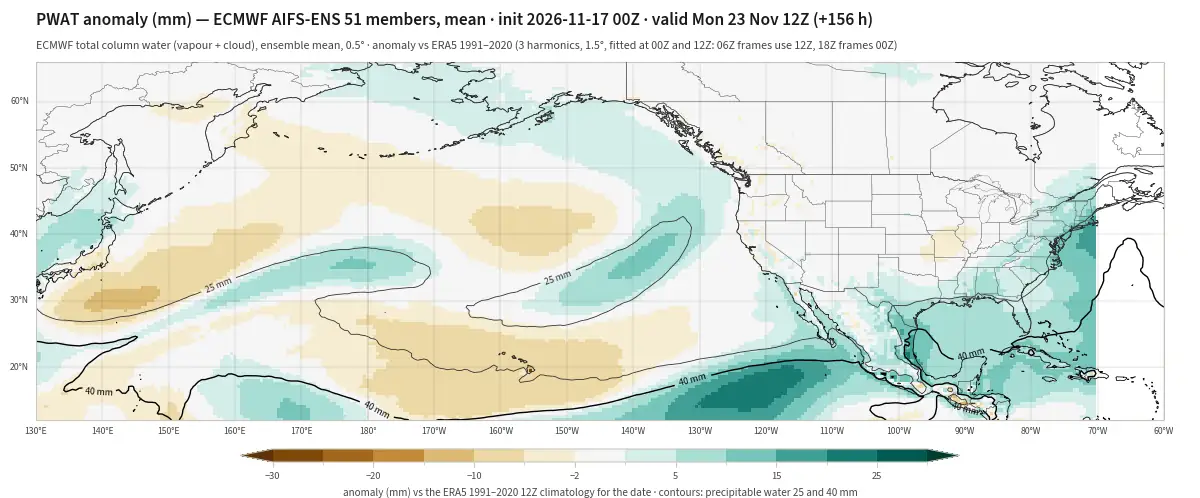 PWAT anomaly (mm) — ECMWF AIFS-ENS 51 members, mean · init 2026-11-17 00Z · valid Mon 23 Nov 12Z (+156 h)
ECMWF total column water (vapour + cloud), ensemble mean, 0.5° · anomaly vs ERA5 1991–2020 (3 harmonics, 1.5°, fitted at 00Z and 12Z: 06Z frames use 12Z, 18Z frames 00Z)
60°N
50°N
40°N
30°N
20°N
25 mm
25 mm
40 mm
40 mm
40 mm
40 mm
40 mm
130°E 140°E 150°E 160°E 170°E 180° 170°W 160°W 150°W 140°W 130°W 120°W 110°W 100°W 90°W 80°W 70°W 60°W
−30 −20 −10 −2 5 15 25
anomaly (mm) vs the ERA5 1991–2020 12Z climatology for the date · contours: precipitable water 25 and 40 mm